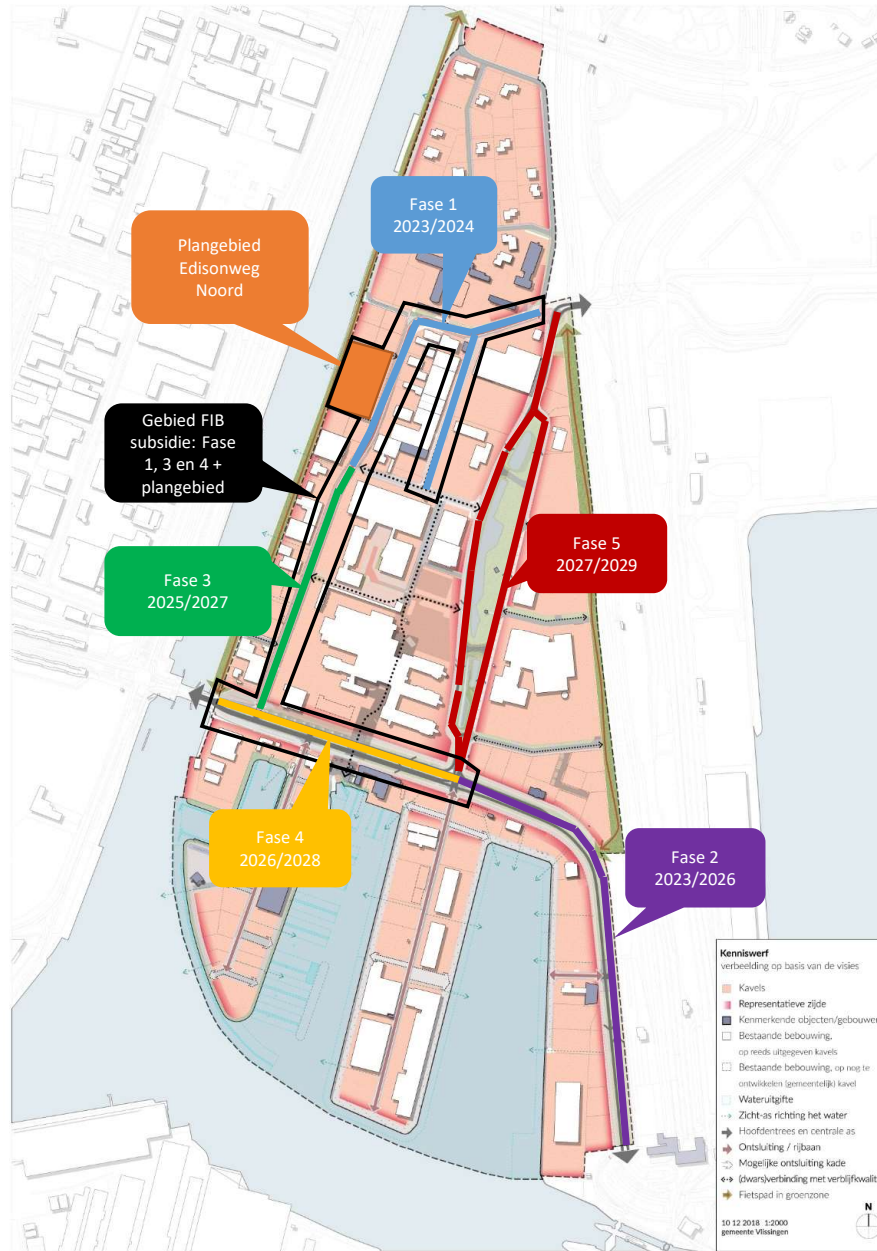 Fase 1
2023/2024
Plangebied
Edisonweg
Noord
Gebied FIB
subsidie: Fase
1, 3 en 4 +
plangebied
Fase 5
2027/2029
Fase 3
2025/2027
Fase 4
2026/2028
Fase 2
2023/2026
Kenniswerf
verbeelding op basis van de visies
Kavels
Representatieve zijde
Kenmerkende objecten/gebouwen
Bestaande bebouwing,
op reeds uitgegeven kavels
Bestaande bebouwing, op nog te
ontwikkelen (gemeentelijk) kavel
Wateruitgifte
Zicht-as richting het water
Hoofdentrees en centrale as
Ontsluiting / rijbaan
Mogelijke ontsluiting kade
(dwars)verbinding met verblijfkwalit
Fietspad in groenzone
10 12 2018 1:2000
gemeente Vlissingen
N